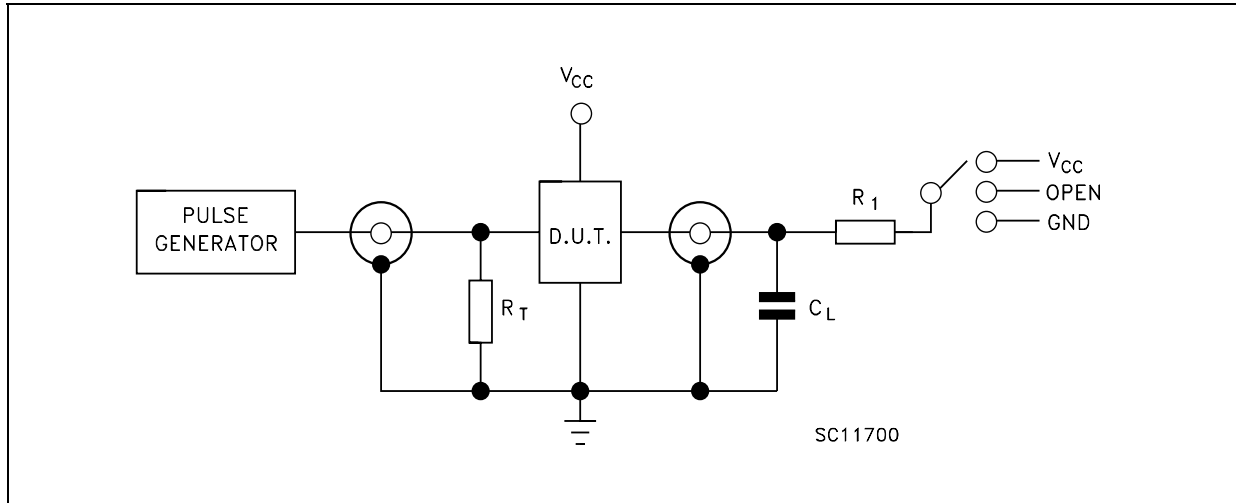 VCC
PULSE
GENERATOR
D.U.T.
RT
CL
R1
VCC
OPEN
GND
SC11700